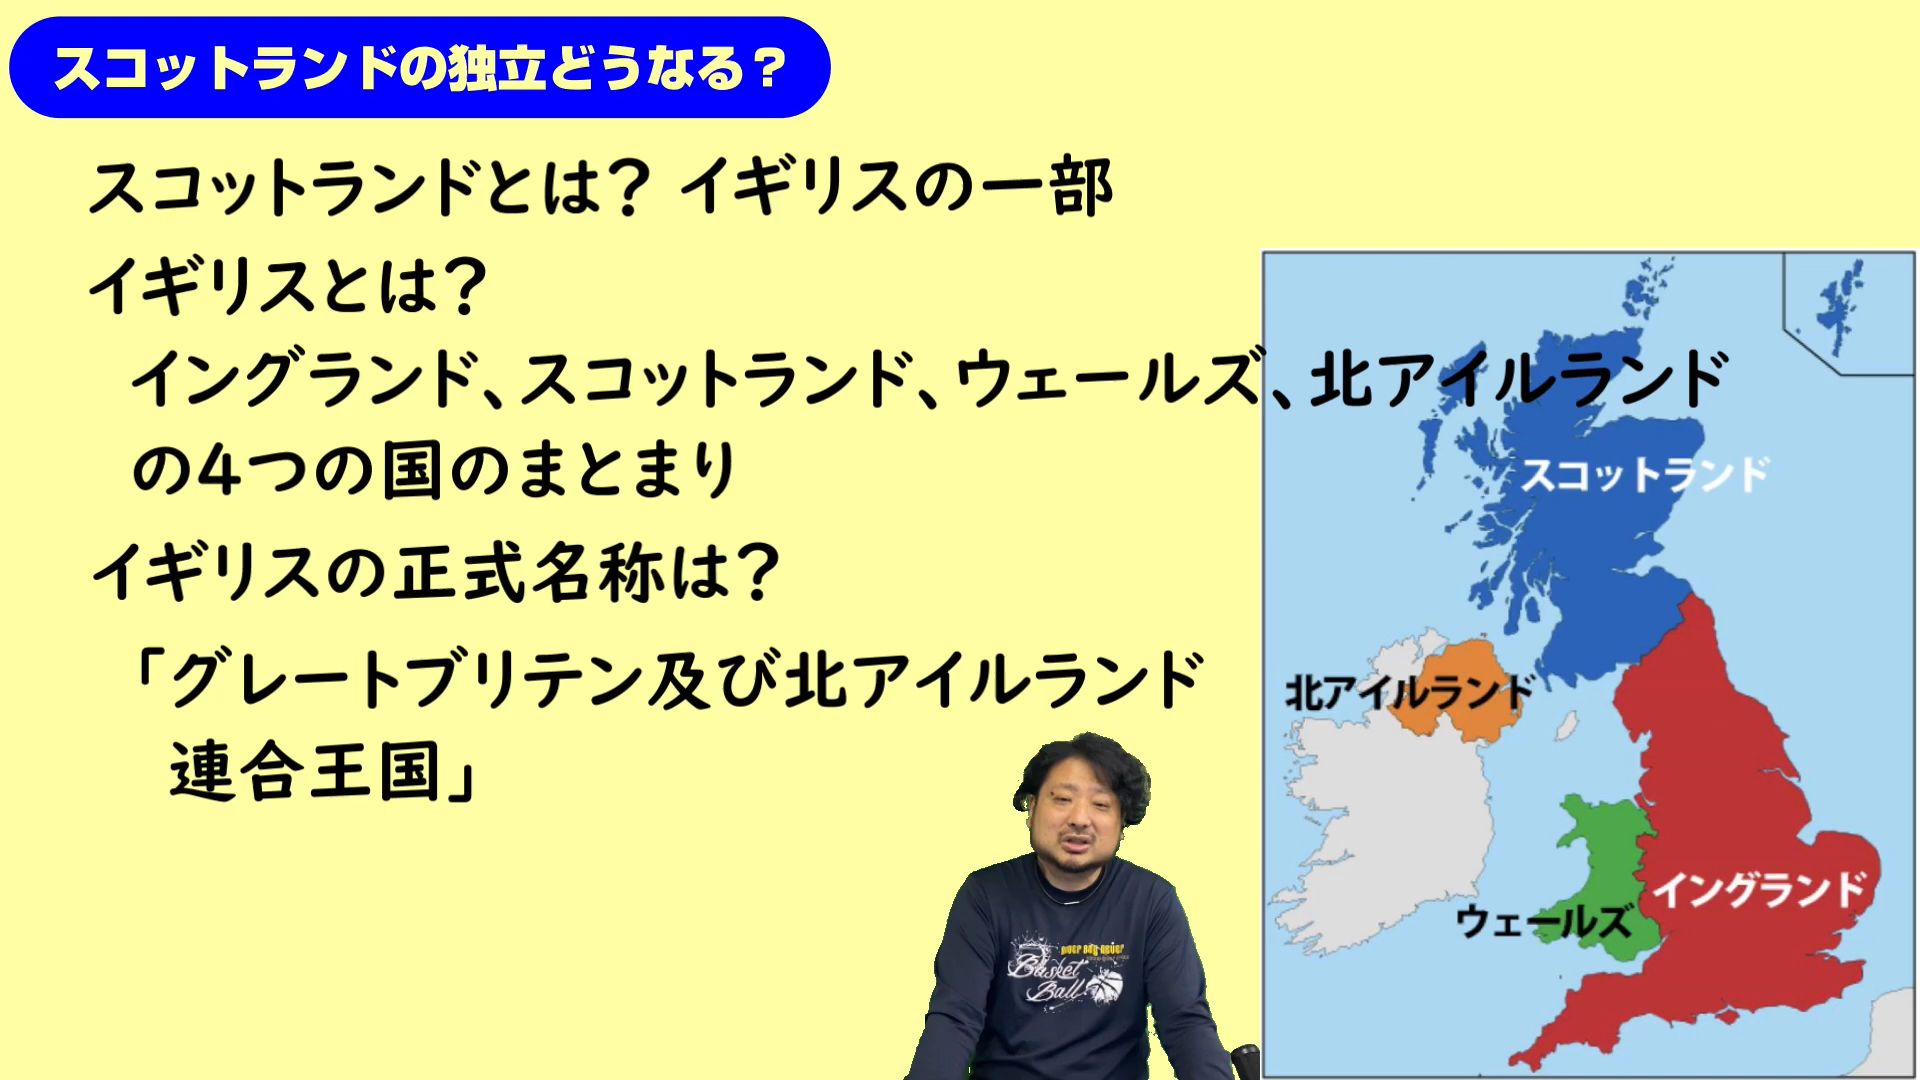 スコットランドの独立どうなる？
スコットランドとは？ イギリスの一部
イギリスとは？
イングランド、スコットランド、ウェールズ、北アイルランド
の４つの国のまとまり
イギリスの正式名称は？
「グレートブリテン及び北アイルランド
連合王国」
スコットランド
北アイルランド
ウェールズ
イングランド
never say never
Basket
Ball